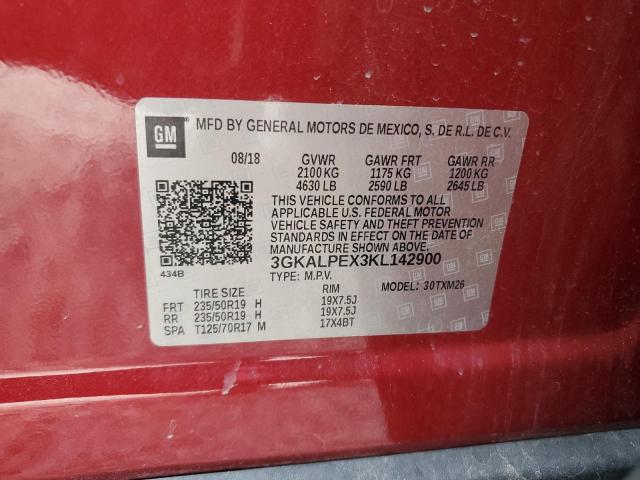 GM
MFD BY GENERAL MOTORS DE MEXICO, S. DE R.L. DE C.V.
08/18 GVWR GAWR FRT GAWR RR
2100 KG 1175 KG 1200 KG
4630 LB 2590 LB 2645 LB
THIS VEHICLE CONFORMS TO ALL
APPLICABLE U.S. FEDERAL MOTOR
VEHICLE SAFETY AND THEFT PREVENTION
STANDARDS IN EFFECT ON THE DATE OF
MANUFACTURE SHOWN ABOVE.
434B
3GKALPEX3KL142900
TYPE: M.P.V. MODEL: 30TXM26
TIRE SIZE RIM
FRT 235/50R19 H 19X7.5J
RR 235/50R19 H 19X7.5J
SPA T125/70R17 M 17X4BT